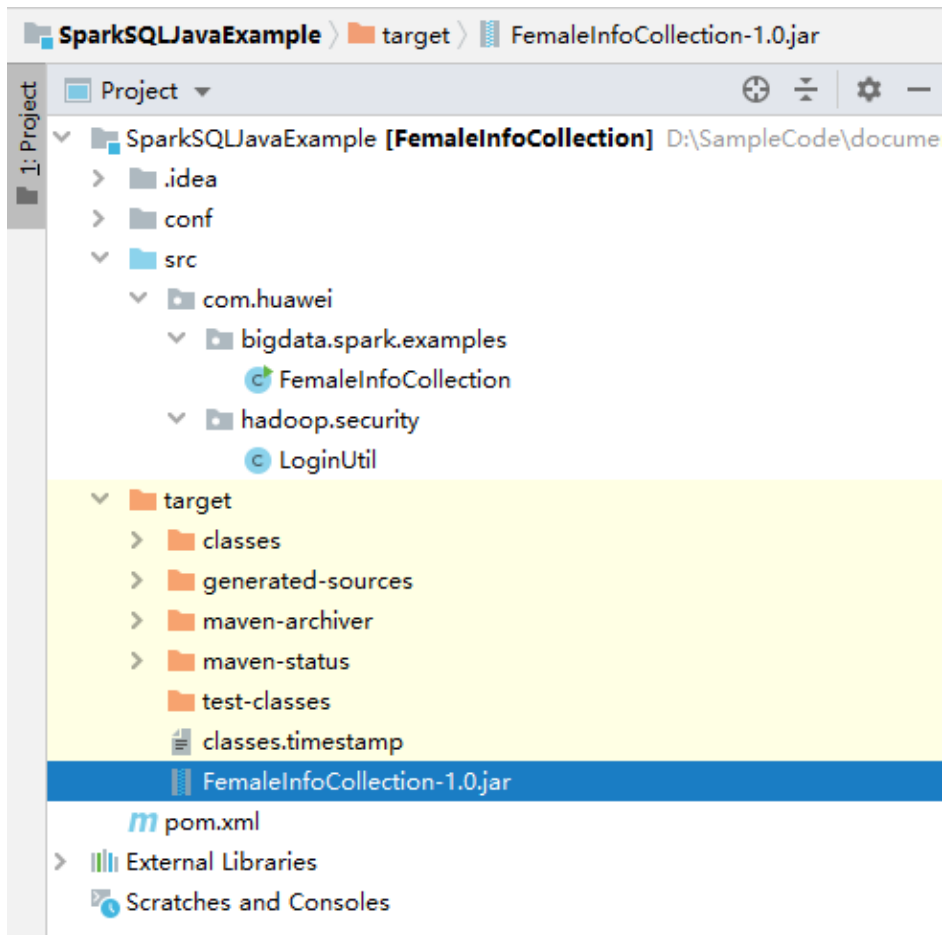 SparkSQLJavaExample target FemaleInfoCollection-1.0.jar
1: Project
Project
SparkSQLJavaExample [FemaleInfoCollection] D:\SampleCode\docume
.idea
conf
src
com.huawei
bigdata.spark.examples
FemaleInfoCollection
hadoop.security
LoginUtil
target
classes
generated-sources
maven-archiver
maven-status
test-classes
classes.timestamp
FemaleInfoCollection-1.0.jar
pom.xml
External Libraries
Scratches and Consoles